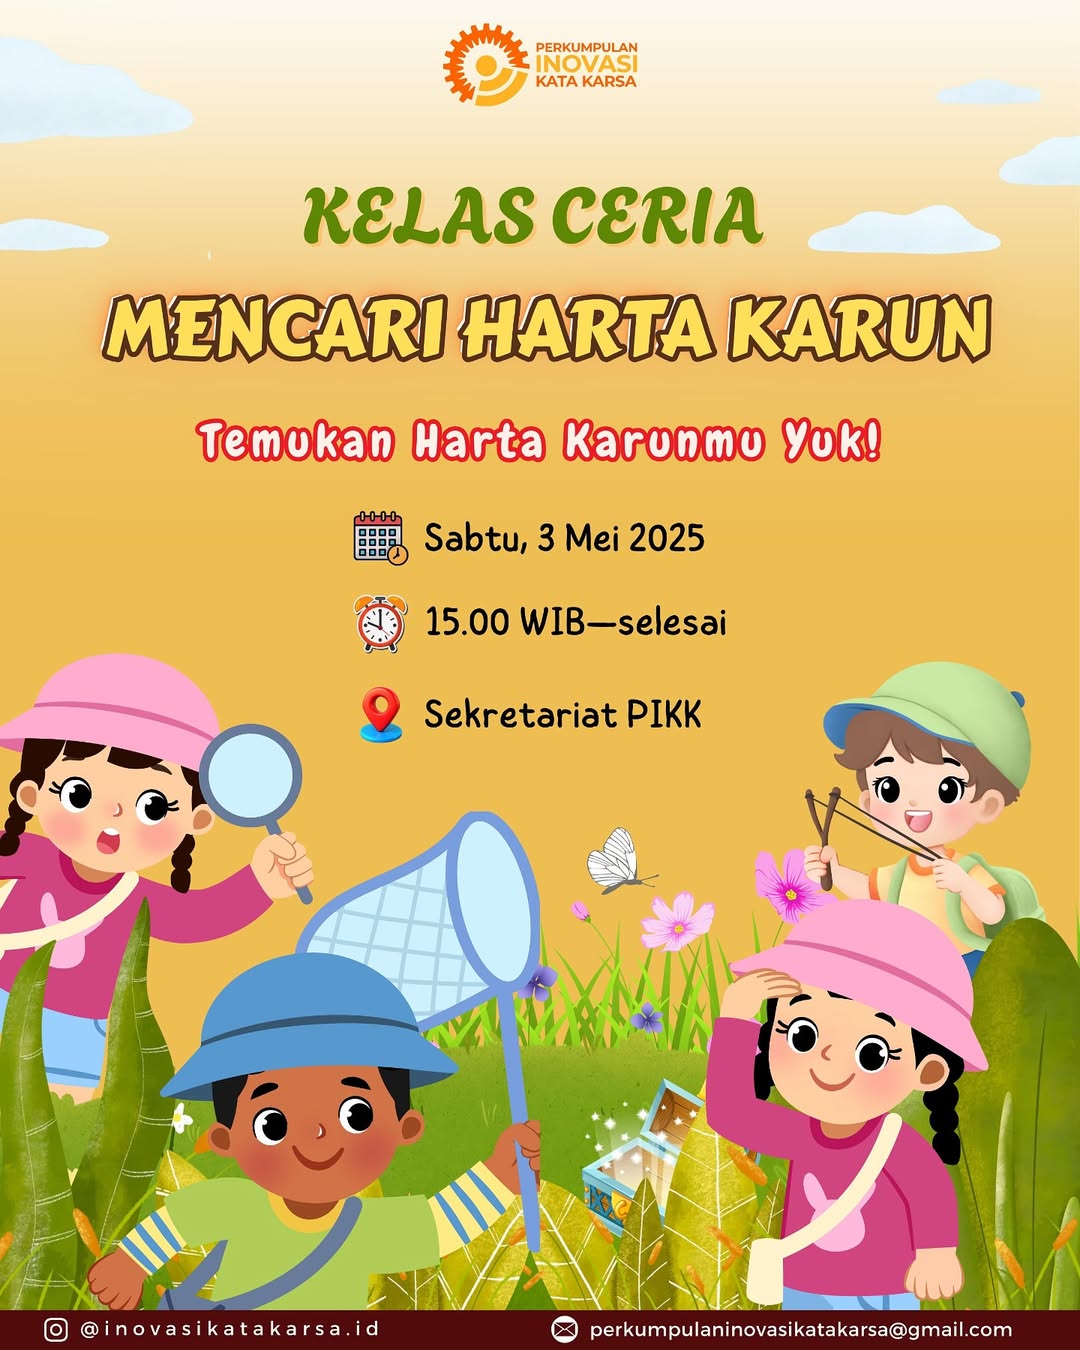 PERKUMPULAN
INOVASI
KATA KARSA
KELAS CERIA
MENCARI HARTA KARUN
Temukan Harta Karunmu Yuk!
Sabtu, 3 Mei 2025
15.00 WIB—selesai
Sekretariat PIKK
@inovasikatakarsa.id
perkumpulaninovasikatakarsa@gmail.com